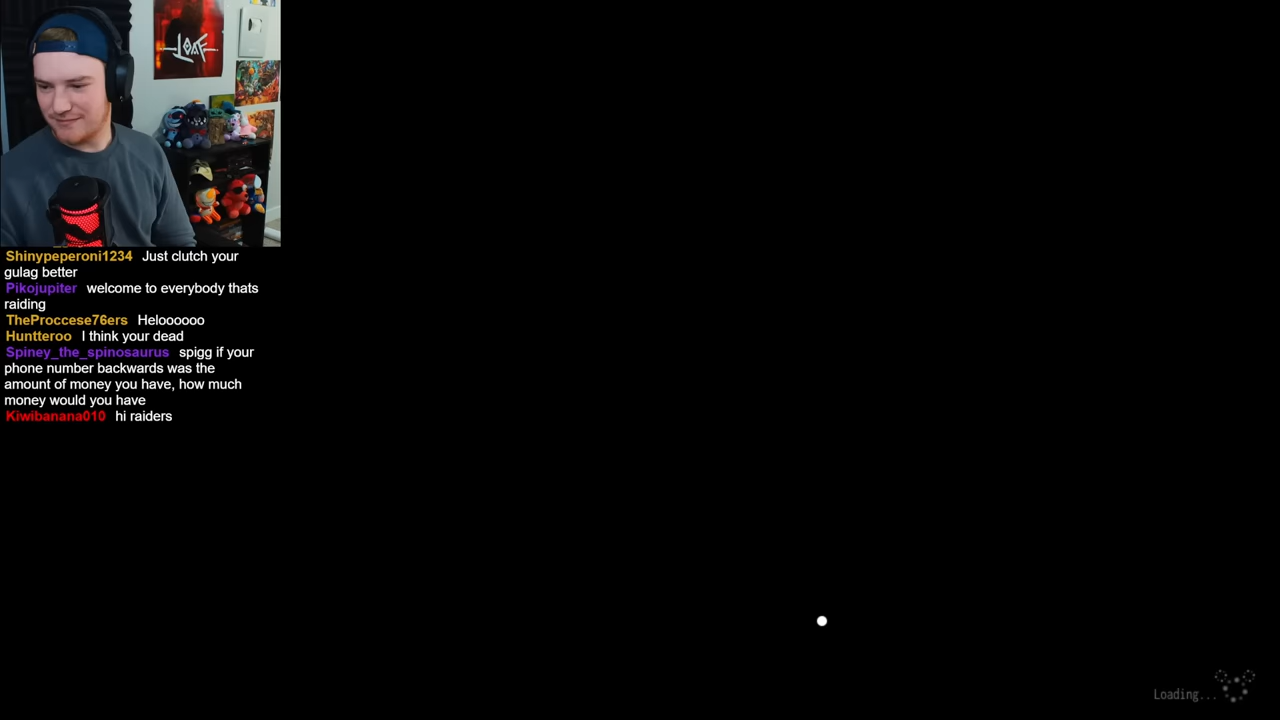 LOAF
Shinypeperoni1234 Just clutch your
gulag better
Pikojupiter welcome to everybody thats
raiding
TheProccese76ers Heloooooo
Huntteroo I think your dead
Spiney_the_spinosaurus spigg if your
phone number backwards was the
amount of money you have, how much
money would you have
Kiwibanana010 hi raiders
Loading...